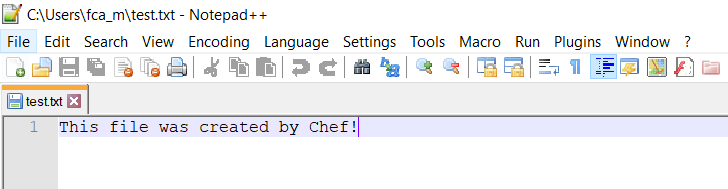 C:\Users\fca_m\test.txt - Notepad++
File Edit Search View Encoding Language Settings Tools Macro Run Plugins Window ?
test.txt
1 This file was created by Chef!